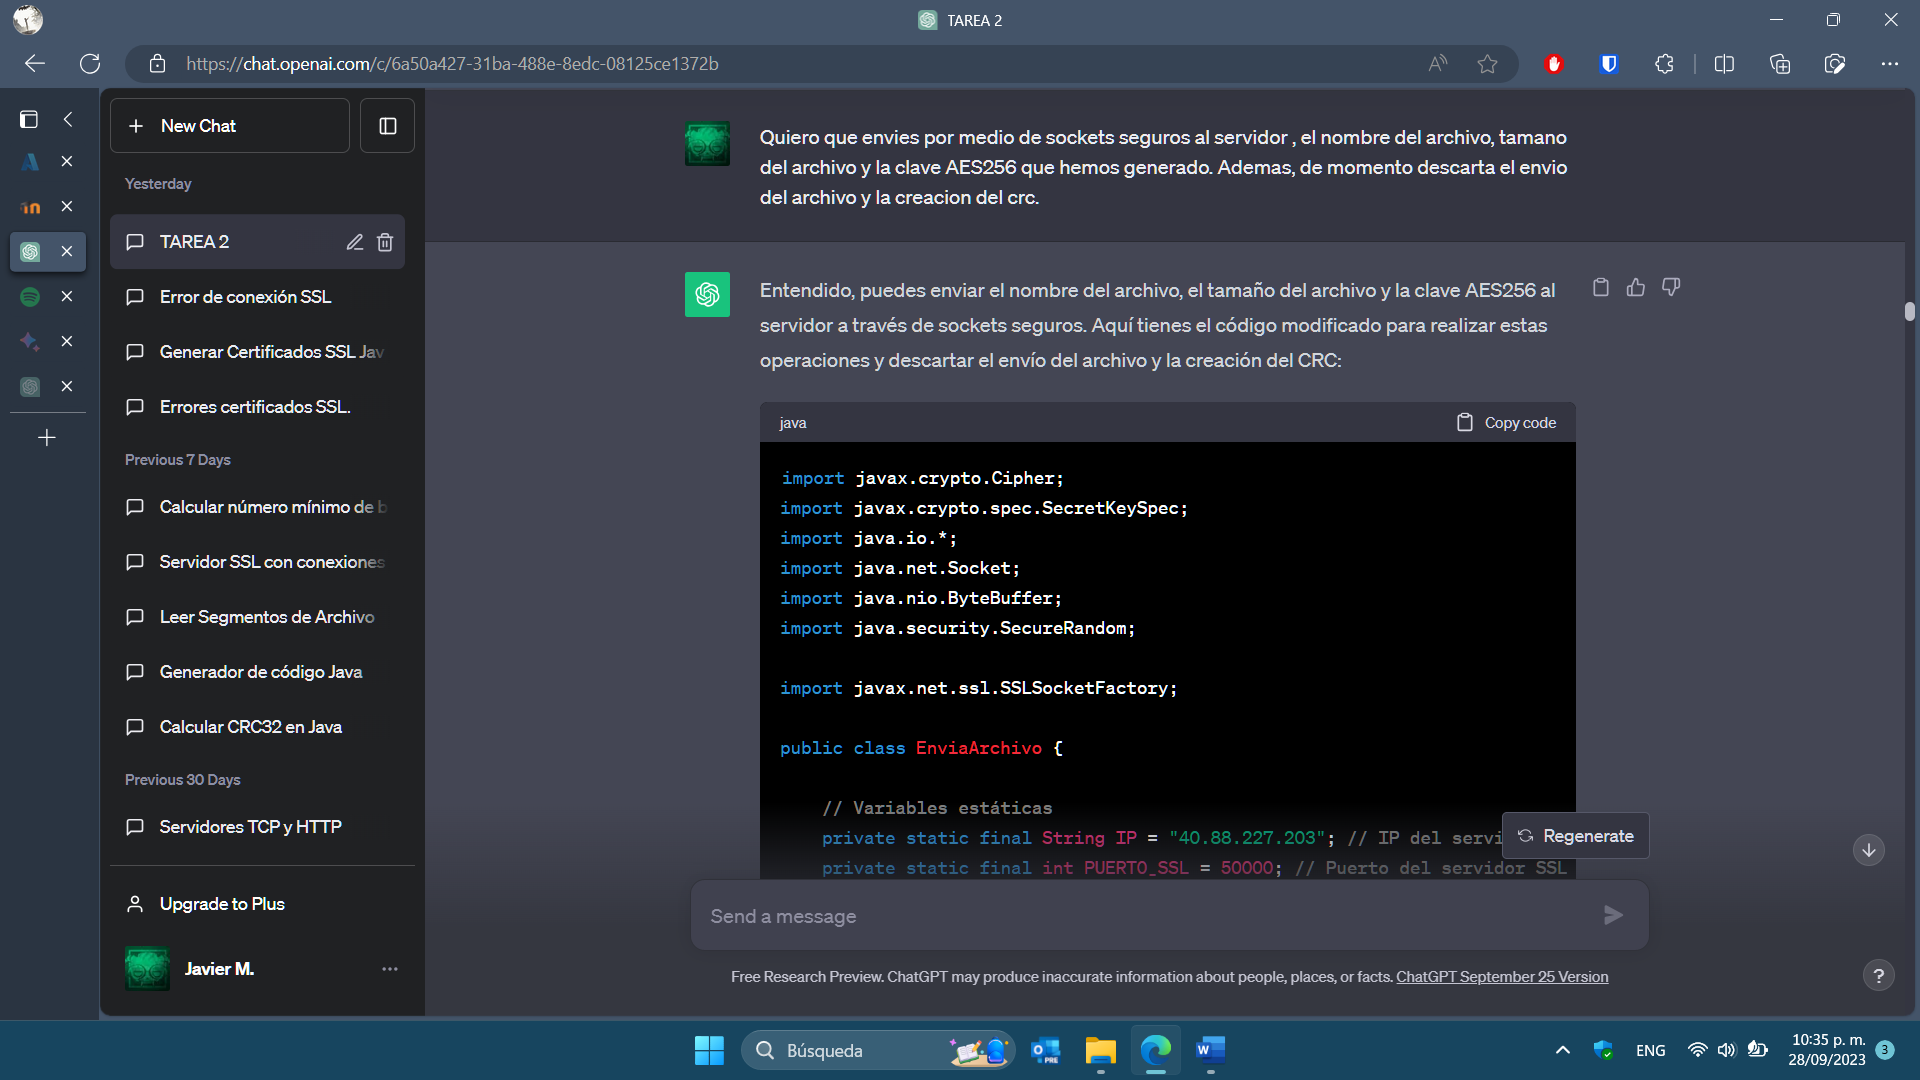 TAREA 2
https://chat.openai.com/c/6a50a427-31ba-488e-8edc-08125ce1372b
New Chat
Yesterday
TAREA 2
Error de conexión SSL
Generar Certificados SSL Jav
Errores certificados SSL.
Previous 7 Days
Calcular número mínimo de b
Servidor SSL con conexiones
Leer Segmentos de Archivo
Generador de código Java
Calcular CRC32 en Java
Previous 30 Days
Servidores TCP y HTTP
Upgrade to Plus
Javier M.
Quiero que envies por medio de sockets seguros al servidor , el nombre del archivo, tamano
del archivo y la clave AES256 que hemos generado. Ademas, de momento descarta el envio
del archivo y la creacion del crc.
Entendido, puedes enviar el nombre del archivo, el tamaño del archivo y la clave AES256 al
servidor a través de sockets seguros. Aquí tienes el código modificado para realizar estas
operaciones y descartar el envío del archivo y la creación del CRC:
java
Copy code
import javax.crypto.Cipher;
import javax.crypto.spec.SecretKeySpec;
import java.io.*;
import java.net.Socket;
import java.nio.ByteBuffer;
import java.security.SecureRandom;
import javax.net.ssl.SSLSocketFactory;
public class EnviaArchivo {
// Variables estáticas
private static final String IP = "40.88.227.203"; // IP del servi
private static final int PUERTO_SSL = 50000; // Puerto del servidor SSL
Regenerate
Send a message
Free Research Preview. ChatGPT may produce inaccurate information about people, places, or facts. ChatGPT September 25 Version
?
Búsqueda
ENG
10:35 p. m.
28/09/2023
3